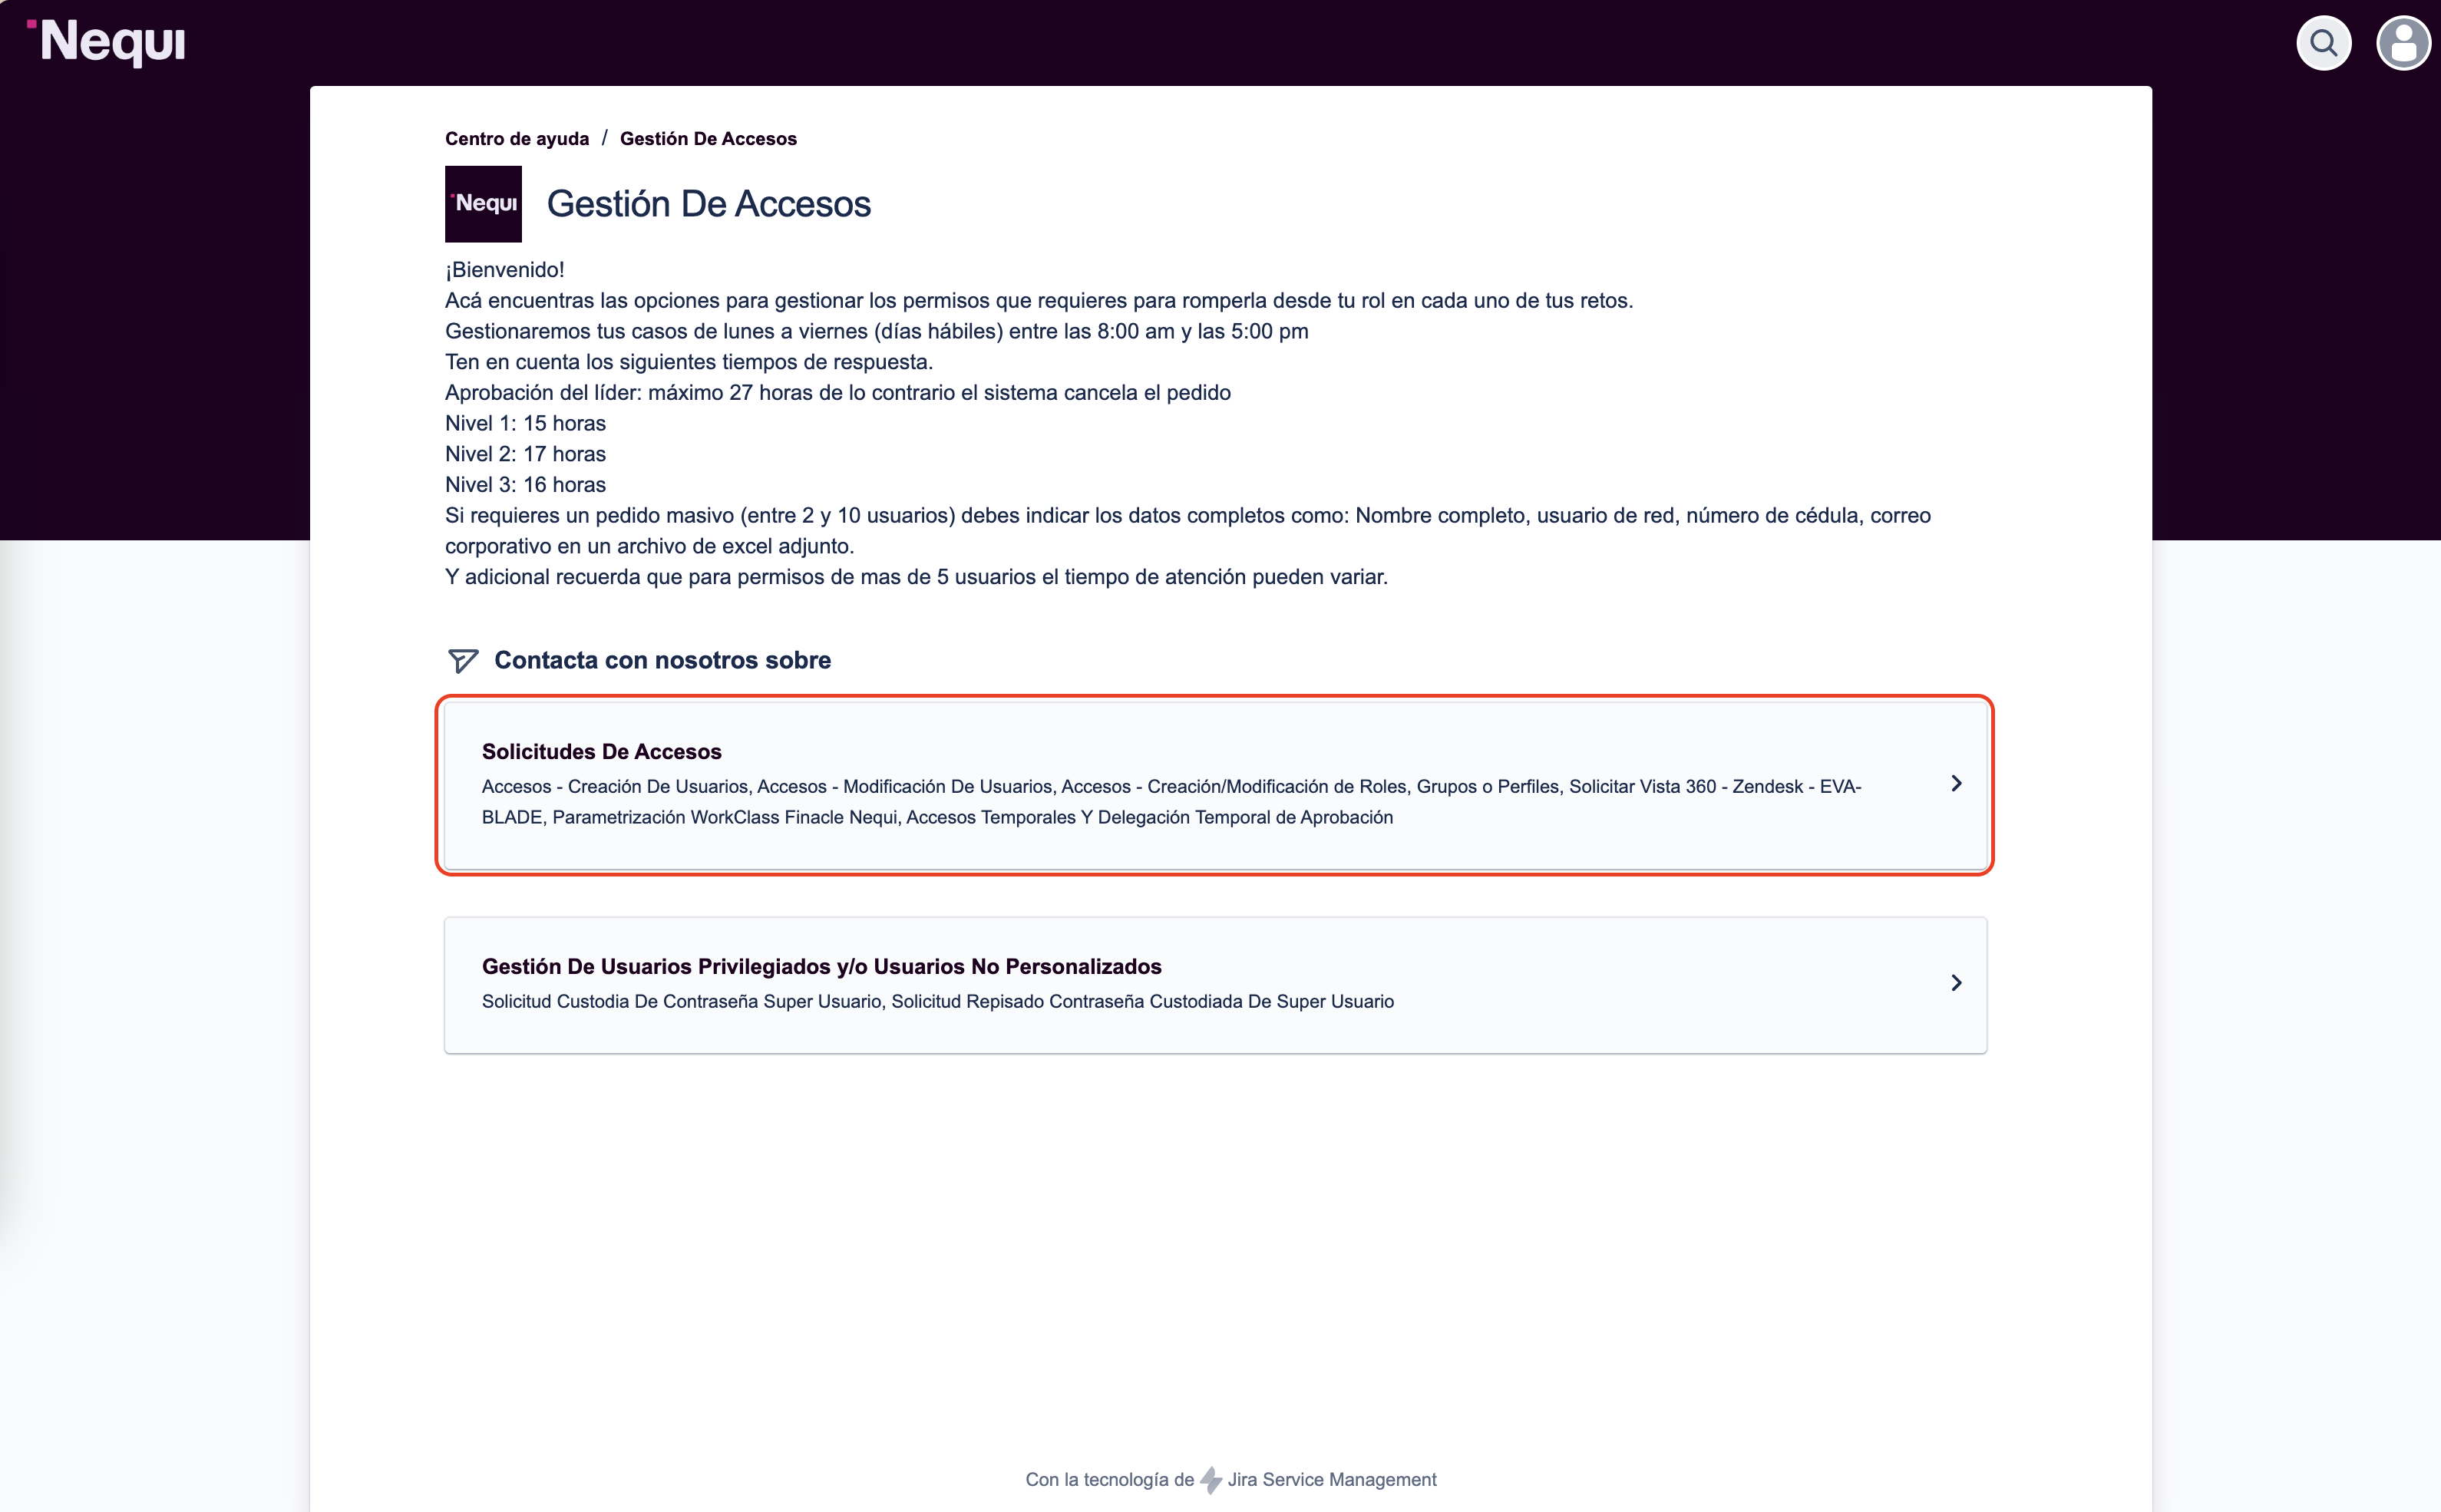 Nequi
Centro de ayuda / Gestión De Accesos
Nequi
Gestión De Accesos
¡Bienvenido!
Acá encuentras las opciones para gestionar los permisos que requieres para romperla desde tu rol en cada uno de tus retos.
Gestionaremos tus casos de lunes a viernes (días hábiles) entre las 8:00 am y las 5:00 pm
Ten en cuenta los siguientes tiempos de respuesta.
Aprobación del líder: máximo 27 horas de lo contrario el sistema cancela el pedido
Nivel 1: 15 horas
Nivel 2: 17 horas
Nivel 3: 16 horas
Si requieres un pedido masivo (entre 2 y 10 usuarios) debes indicar los datos completos como: Nombre completo, usuario de red, número de cédula, correo
corporativo en un archivo de excel adjunto.
Y adicional recuerda que para permisos de mas de 5 usuarios el tiempo de atención pueden variar.
Contacta con nosotros sobre
Solicitudes De Accesos
Accesos - Creación De Usuarios, Accesos - Modificación De Usuarios, Accesos - Creación/Modificación de Roles, Grupos o Perfiles, Solicitar Vista 360 - Zendesk - EVA-
BLADE, Parametrización WorkClass Finacle Nequi, Accesos Temporales Y Delegación Temporal de Aprobación
Gestión De Usuarios Privilegiados y/o Usuarios No Personalizados
Solicitud Custodia De Contraseña Super Usuario, Solicitud Repisado Contraseña Custodiada De Super Usuario
Con la tecnología de Jira Service Management